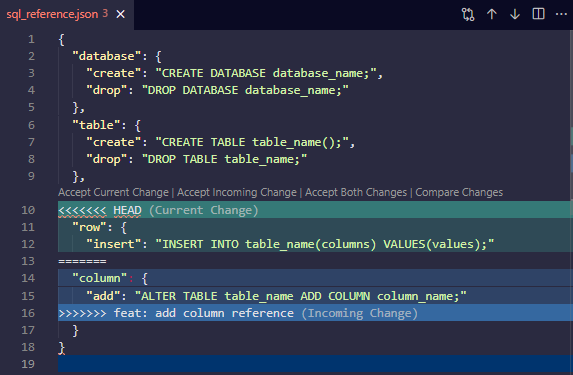 sql_reference.json 3 ×
1 {
2   "database": {
3     "create": "CREATE DATABASE database_name;",
4     "drop": "DROP DATABASE database_name;"
5   },
6   "table": {
7     "create": "CREATE TABLE table_name();",
8     "drop": "DROP TABLE table_name;"
9   },
Accept Current Change | Accept Incoming Change | Accept Both Changes | Compare Changes
10 <<<<<<< HEAD (Current Change)
11   "row": {
12     "insert": "INSERT INTO table_name(columns) VALUES(values);"
13 =======
14   "column": {
15     "add": "ALTER TABLE table_name ADD COLUMN column_name;"
16 >>>>>>> feat: add column reference (Incoming Change)
17   }
18 }
19